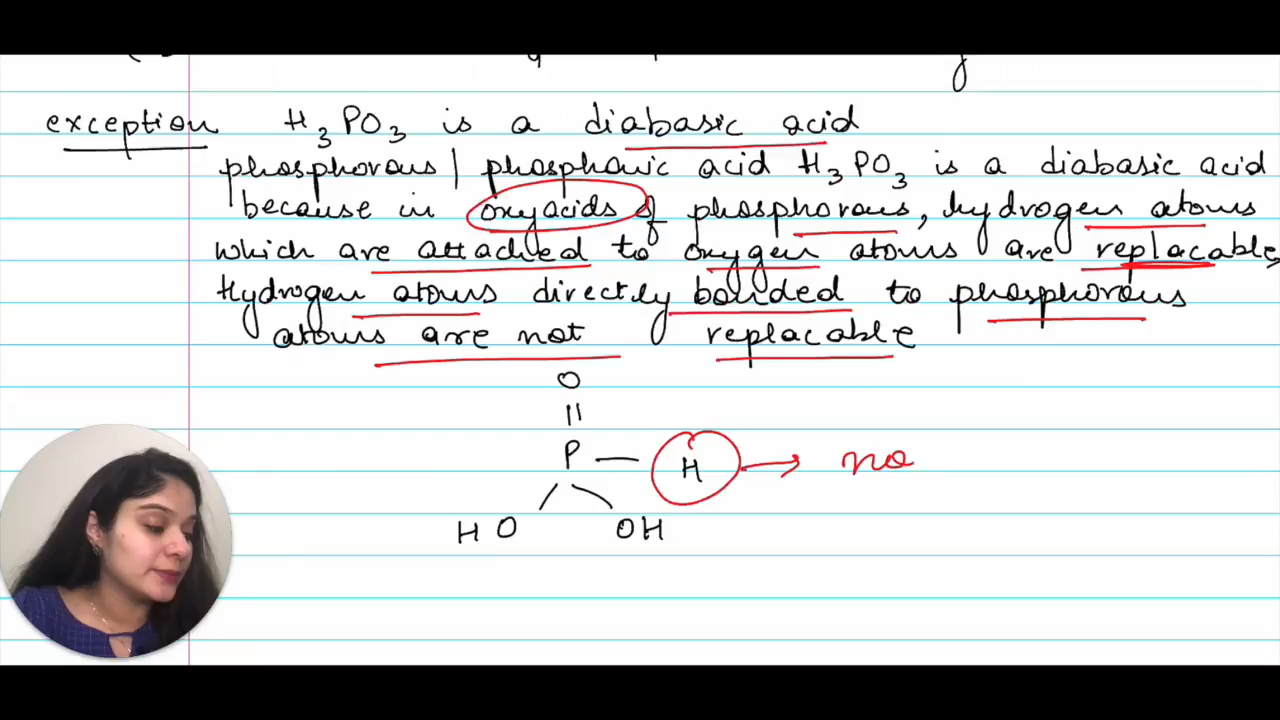 exception H3PO3 is a diabasic acid
phosphorous | phosphonic acid H3PO3 is a diabasic acid
because in oxyacids of phosphorous, hydrogen atoms
which are attached to oxygen atoms are replacable,
Hydrogen atoms directly bonded to phosphorous
atoms are not replacable
O
||
P — H → no
HO OH